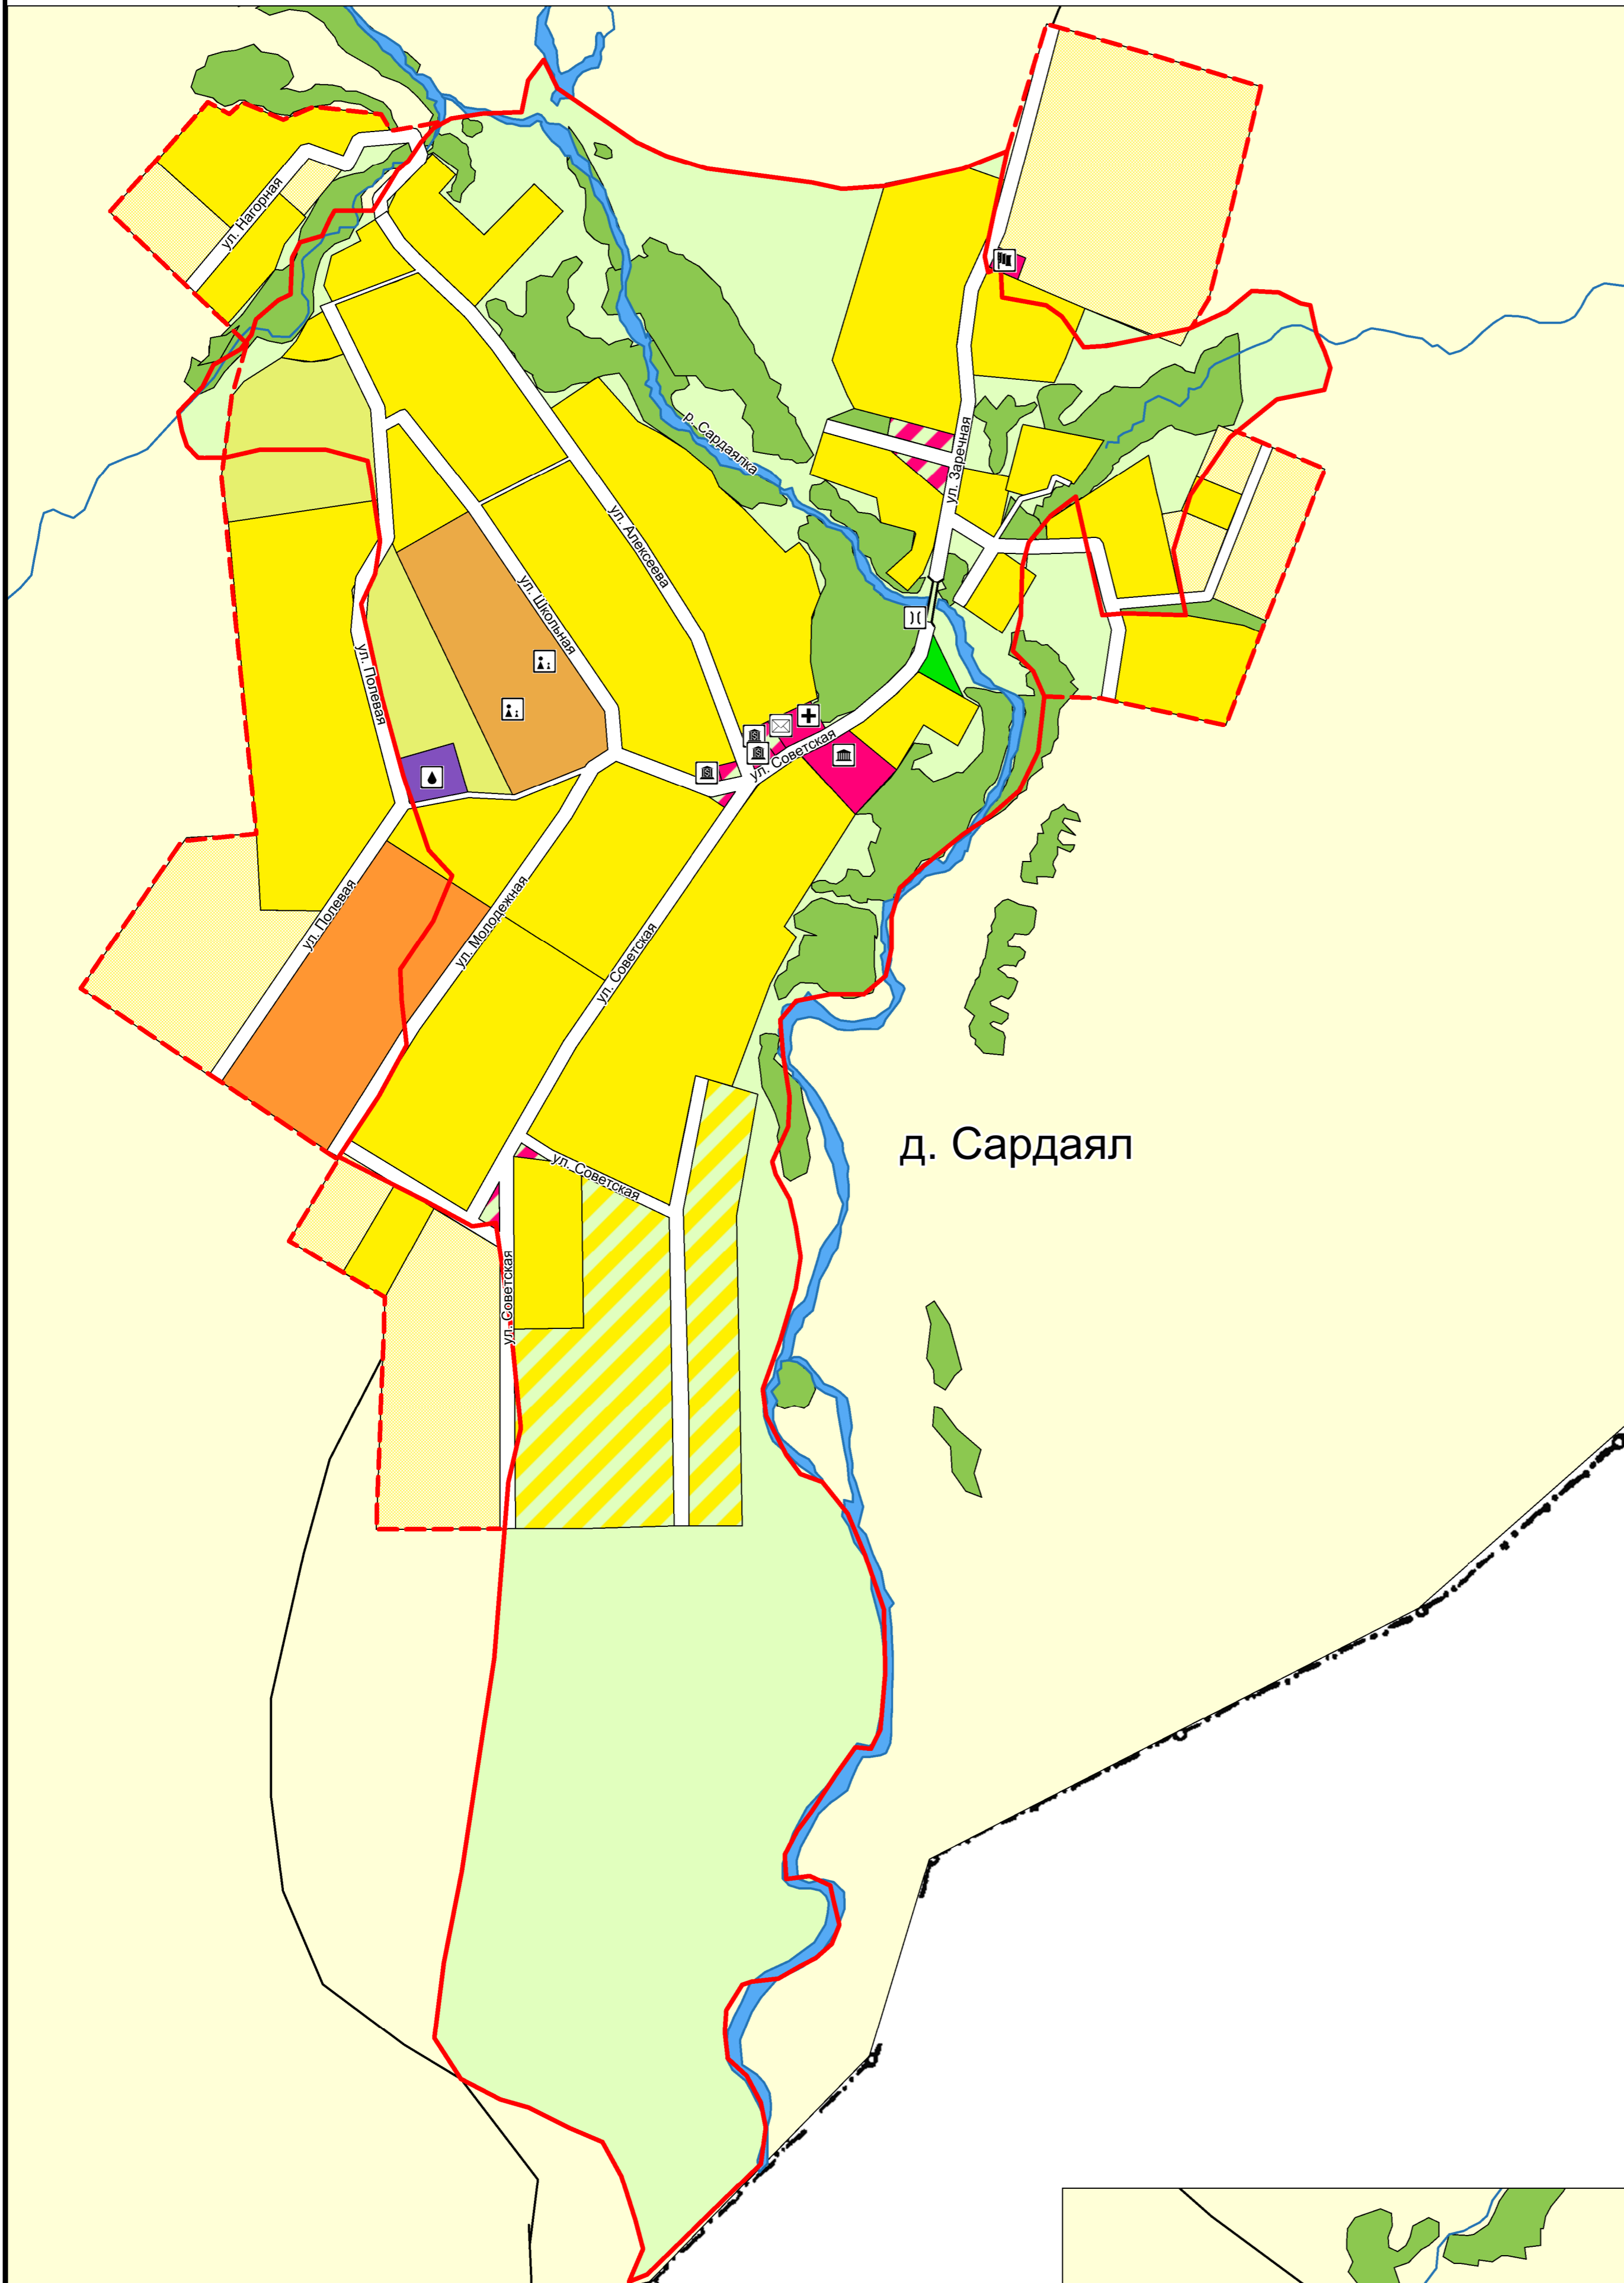 ул. Нагорная
р. Сардаялка
ул. Заречная
ул. Алексеева
ул. Школьная
ул. Полевая
ул. Советская
ул. Полевая
ул. Молодежная
ул. Советская
д. Сардаял
ул. Советская
ул. Советская